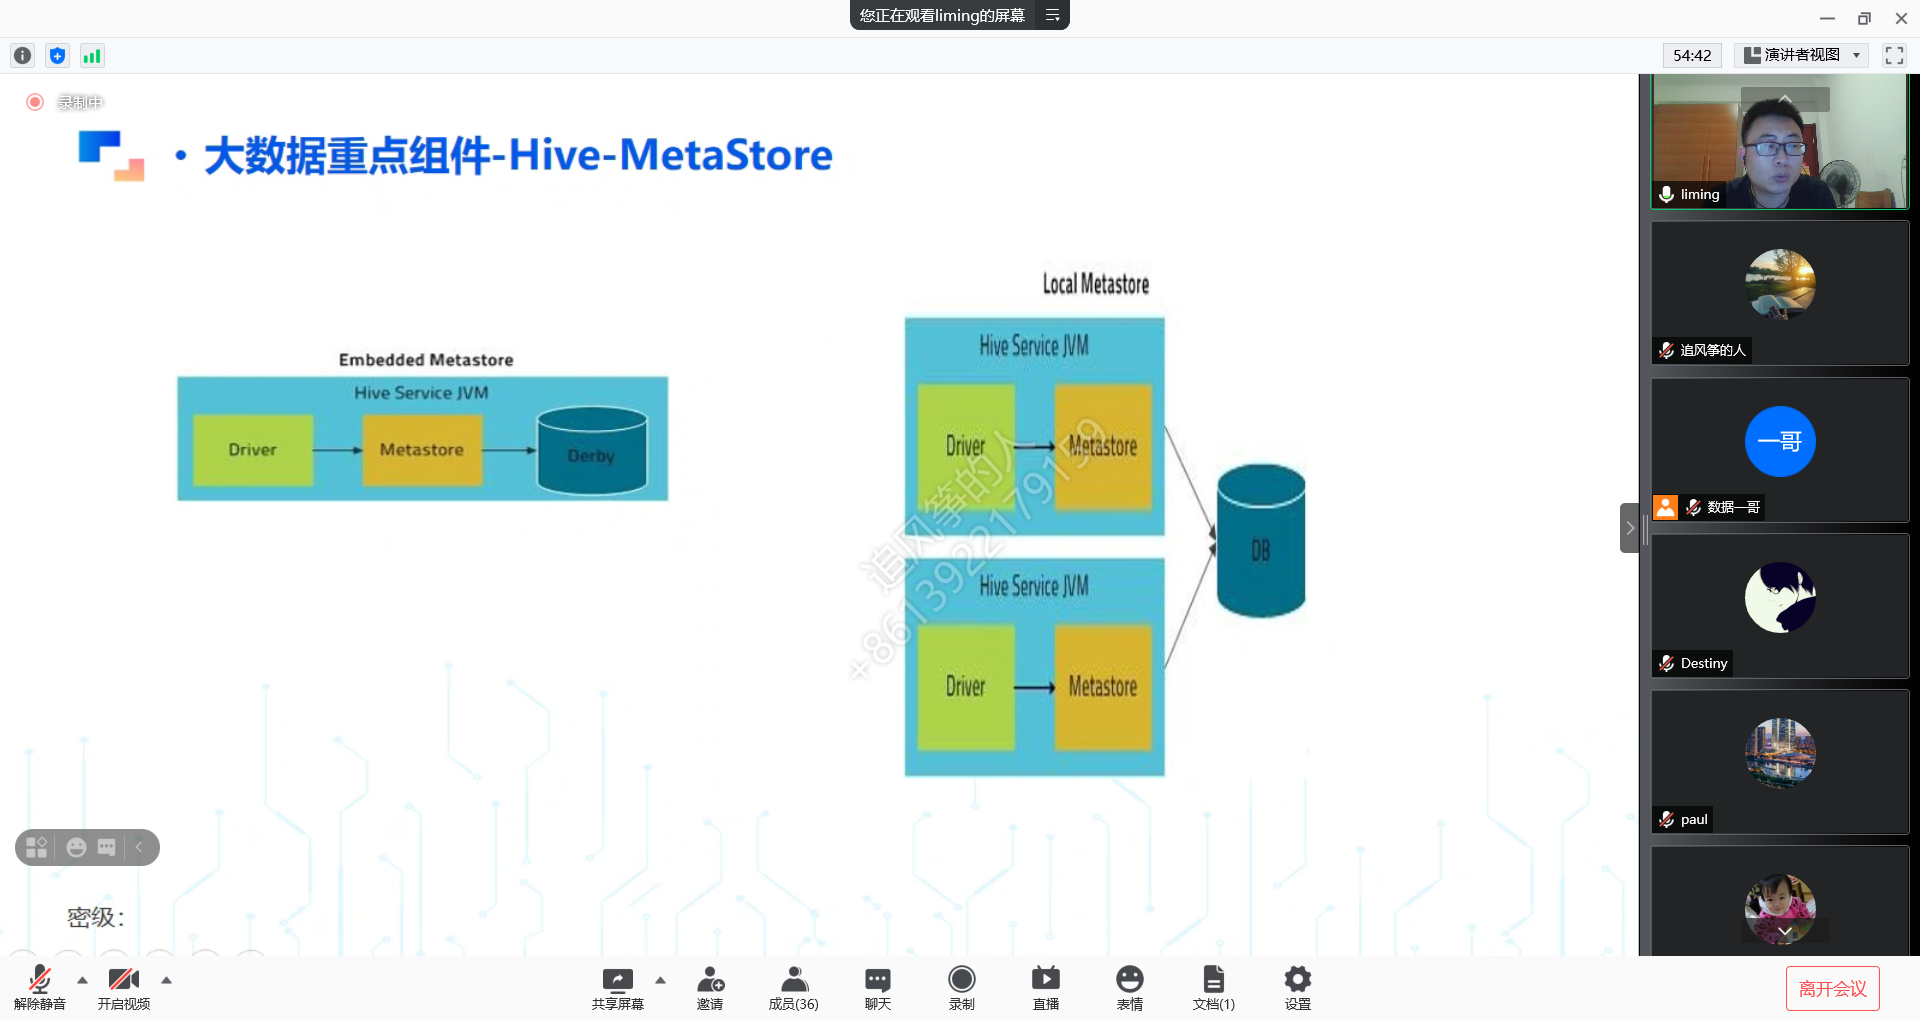 您正在观看liming的屏幕
54:42
演讲者视图
录制中
• 大数据重点组件-Hive-MetaStore
Embedded Metastore
Hive Service JVM
Driver
Metastore
Derby
Local Metastore
Hive Service JVM
Driver
Metastore
DB
Hive Service JVM
Driver
Metastore
追风筝的人
+8613922179159
密级：
liming
追风筝的人
一哥
数据一哥
Destiny
paul
解除静音
开启视频
共享屏幕
邀请
成员(36)
聊天
录制
直播
表情
文档(1)
设置
离开会议